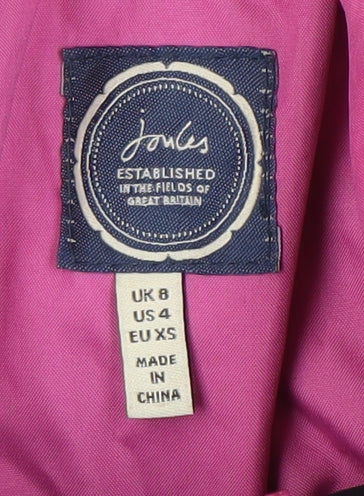 Joules
ESTABLISHED
IN THE FIELDS OF
GREAT BRITAIN
UK 8
US 4
EU XS
MADE
IN
CHINA